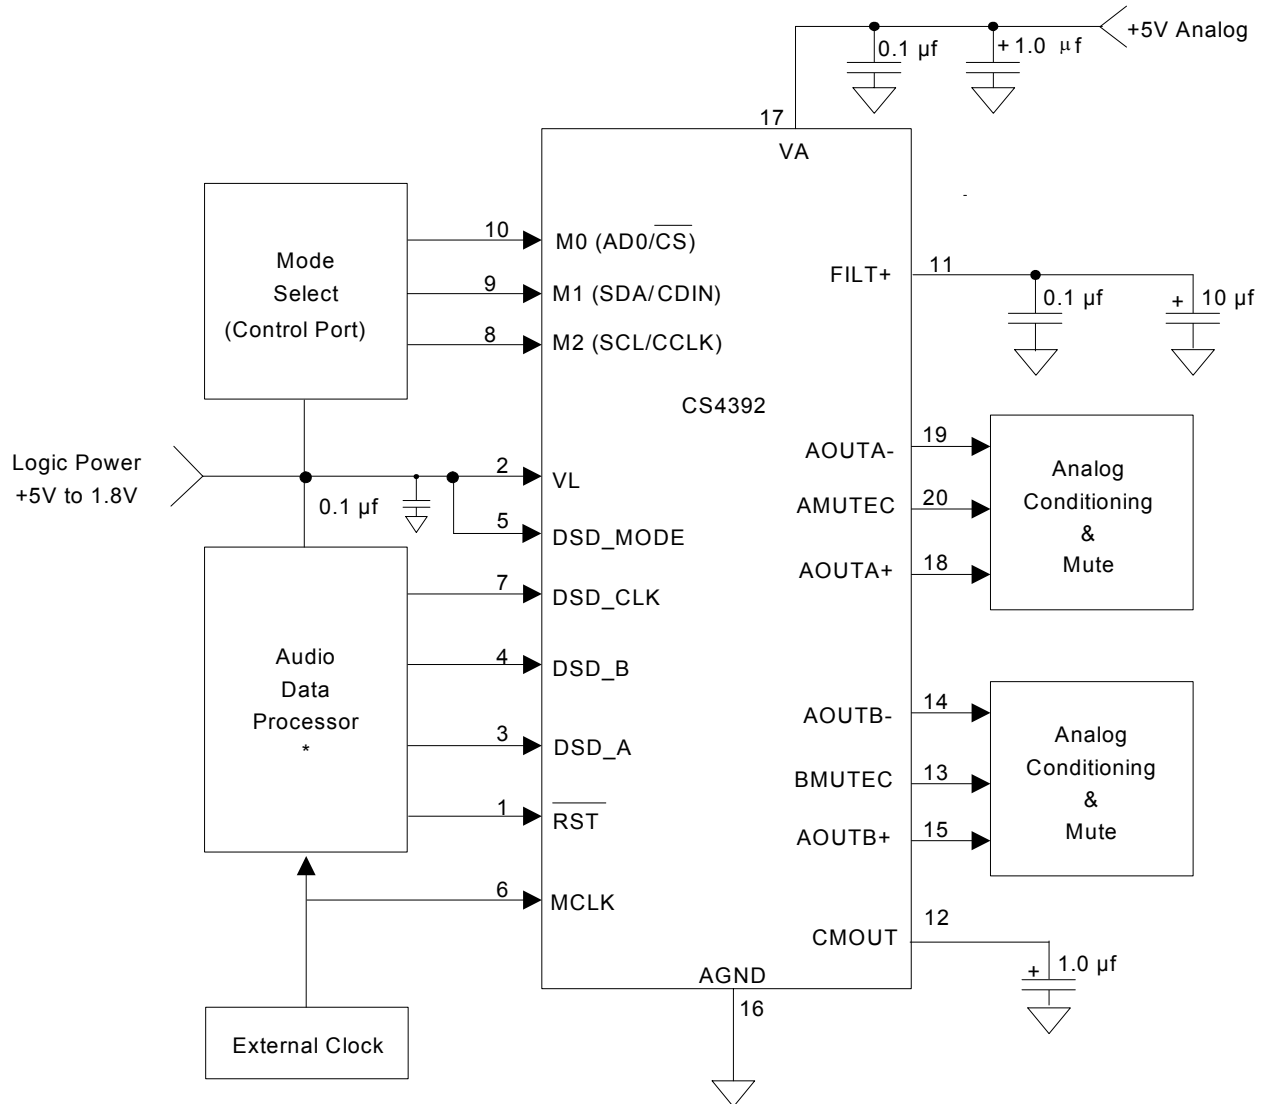 +5V Analog
0.1 µf
+ 1.0 µf
17
VA
Mode
Select
(Control Port)
10
M0 (AD0/CS)
9
M1 (SDA/CDIN)
8
M2 (SCL/CCLK)
FILT+
11
0.1 µf
+
10 µf
CS4392
Logic Power
+5V to 1.8V
2
VL
0.1 µf
5
DSD_MODE
7
DSD_CLK
4
DSD_B
3
DSD_A
1
RST
6
MCLK
Audio
Data
Processor
*
External Clock
AOUTA-
19
AMUTEC
20
AOUTA+
18
Analog
Conditioning
&
Mute
AOUTB-
14
BMUTEC
13
AOUTB+
15
Analog
Conditioning
&
Mute
CMOUT
12
+
1.0 µf
AGND
16